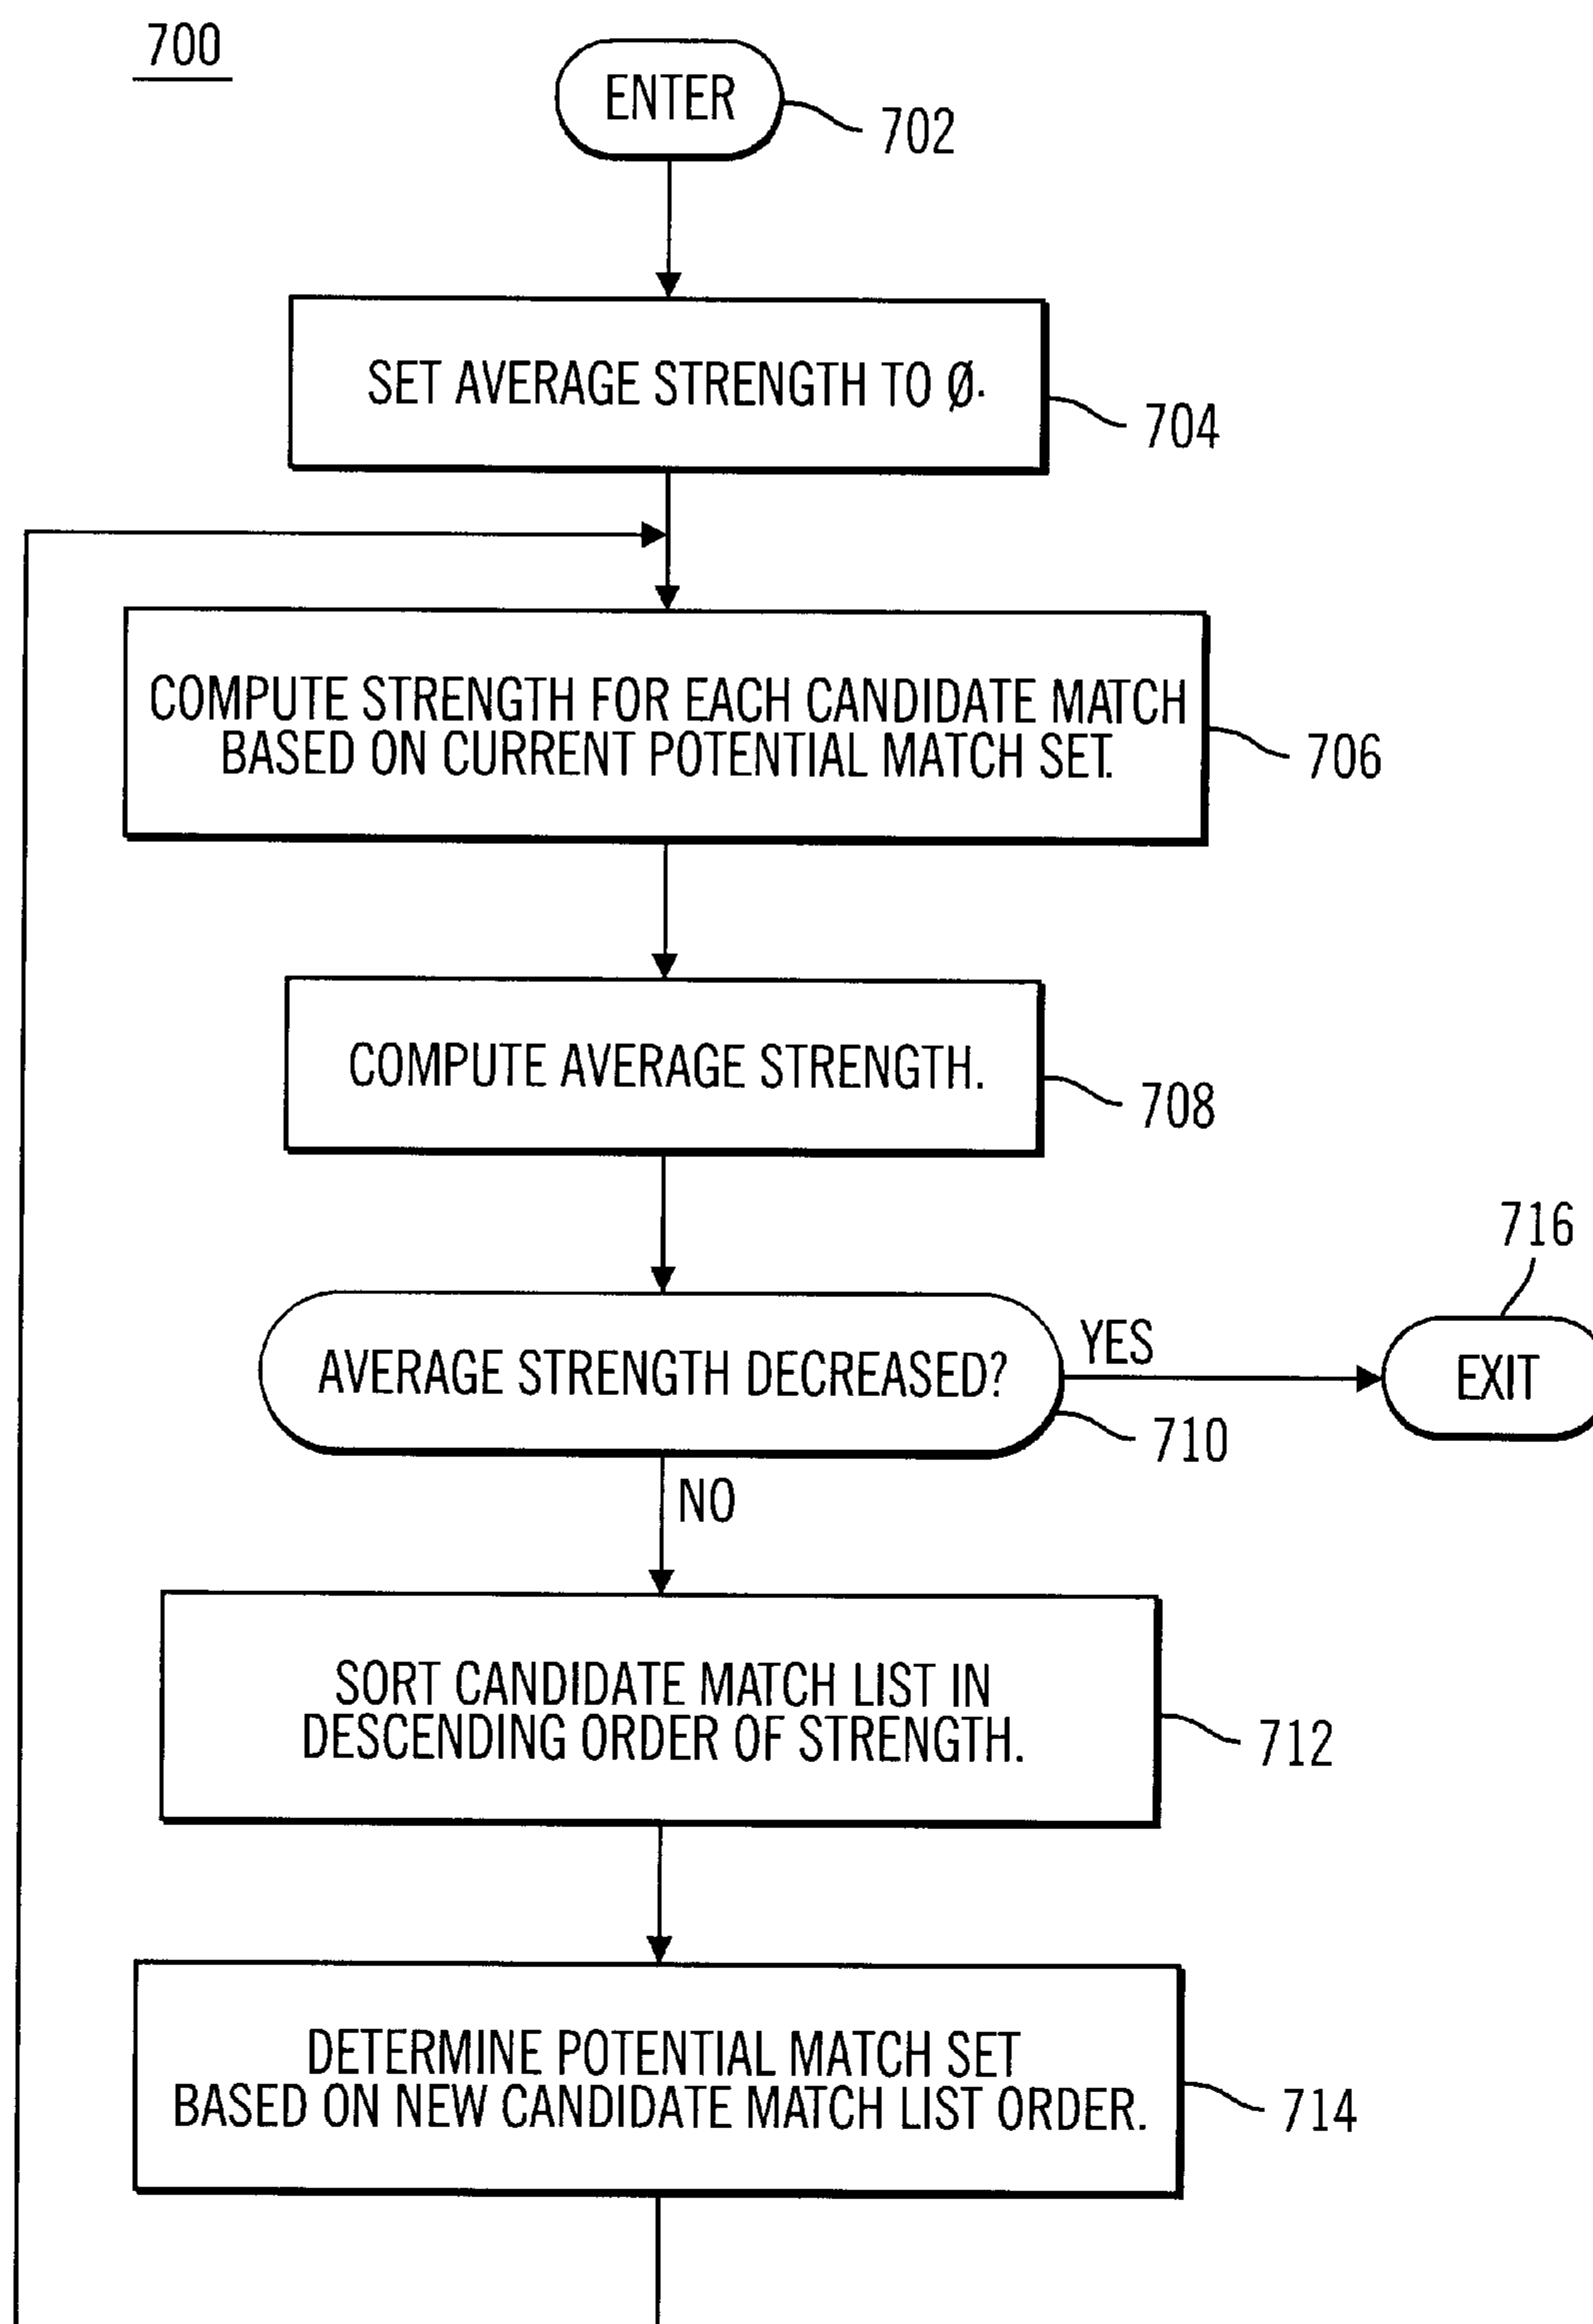 700
ENTER
702
SET AVERAGE STRENGTH TO Ø.
704
COMPUTE STRENGTH FOR EACH CANDIDATE MATCH
BASED ON CURRENT POTENTIAL MATCH SET.
706
COMPUTE AVERAGE STRENGTH.
708
716
AVERAGE STRENGTH DECREASED?
YES
EXIT
710
NO
SORT CANDIDATE MATCH LIST IN
DESCENDING ORDER OF STRENGTH.
712
DETERMINE POTENTIAL MATCH SET
BASED ON NEW CANDIDATE MATCH LIST ORDER.
714